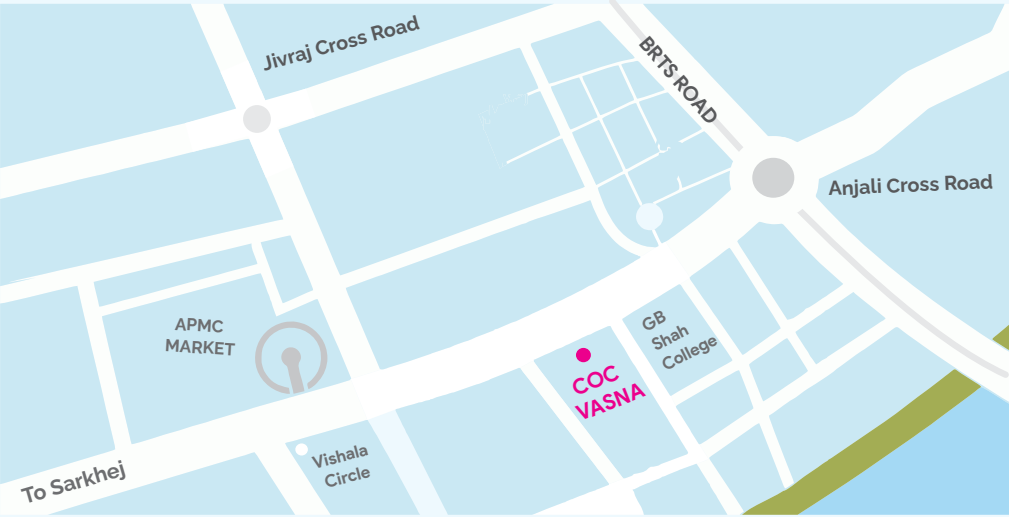 Jivraj Cross Road
BRTS ROAD
Anjali Cross Road
APMC
MARKET
GB
Shah
College
COC
VASNA
Vishala
Circle
To Sarkhej